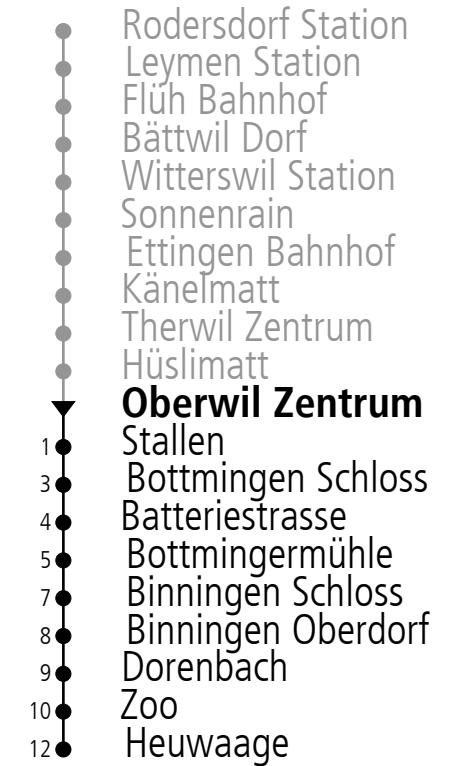 Rodersdorf Station
Leymen Station
Flüh Bahnhof
Bättwil Dorf
Witterswil Station
Sonnenrain
Ettingen Bahnhof
Känelmatt
Therwil Zentrum
Hüslimatt
Oberwil Zentrum
1 Stallen
3 Bottmingen Schloss
4 Batteriestrasse
5 Bottmingermühle
7 Binningen Schloss
8 Binningen Oberdorf
9 Dorenbach
10 Zoo
12 Heuwaage